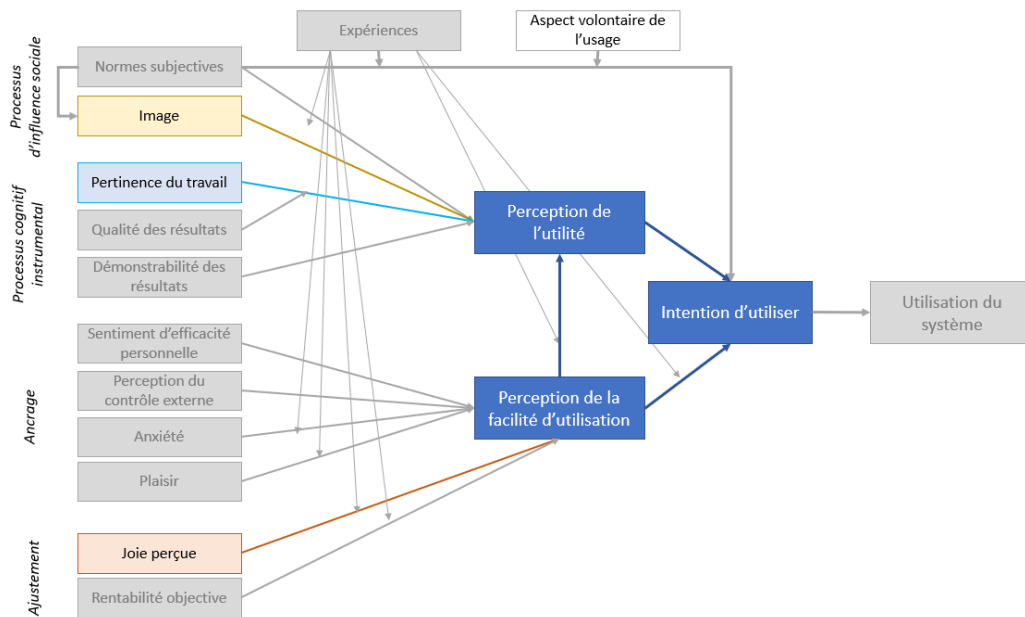 Aspect volontaire de
l'usage
Expériences
Processus
d'influence sociale
Normes subjectives
Image
Processus cognitif
instrumental
Pertinence du travail
Qualité des résultats
Démonstrabilité des
résultats
Perception de
l'utilité
Intention d'utiliser
Utilisation du
système
Ancrage
Sentiment d'efficacité
personnelle
Perception du
contrôle externe
Anxiété
Plaisir
Perception de la
facilité d'utilisation
Ajustement
Joie perçue
Rentabilité objective